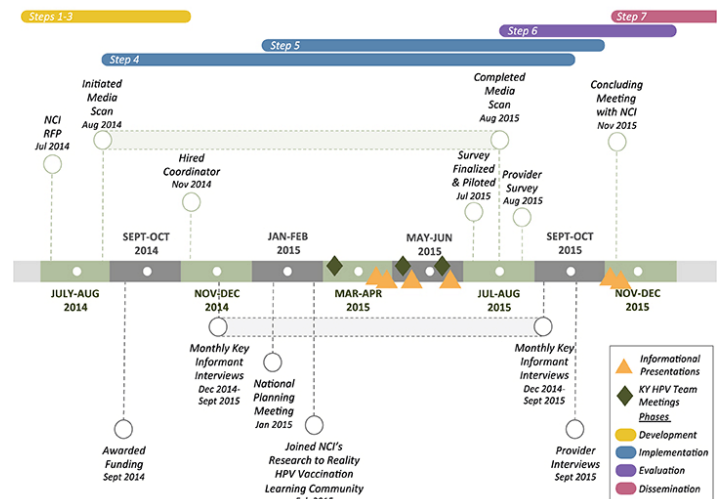 Steps 1-3
Step 7
Step 6
Step 5
Step 4
Initiated
Media
Scan
Aug 2014
Completed
Media
Scan
Aug 2015
Concluding
Meeting
with NCI
Nov 2015
NCI
RFP
Jul 2014
Hired
Coordinator
Nov 2014
Survey
Finalized
& Piloted
Jul 2015
Provider
Survey
Aug 2015
SEPT-OCT
2014
JAN-FEB
2015
MAY-JUN
2015
SEPT-OCT
2015
JULY-AUG
2014
NOV-DEC
2014
MAR-APR
2015
JUL-AUG
2015
NOV-DEC
2015
Monthly Key
Informant
Interviews
Dec 2014-
Sept 2015
Monthly Key
Informant
Interviews
Dec 2014-
Sept 2015
National
Planning
Meeting
Jan 2015
Awarded
Funding
Sept 2014
Joined NCI's
Research to Reality
HPV Vaccination
Learning Community
Provider
Interviews
Sept 2015
Informational
Presentations
KY HPV Team
Meetings
Phases
Development
Implementation
Evaluation
Dissemination